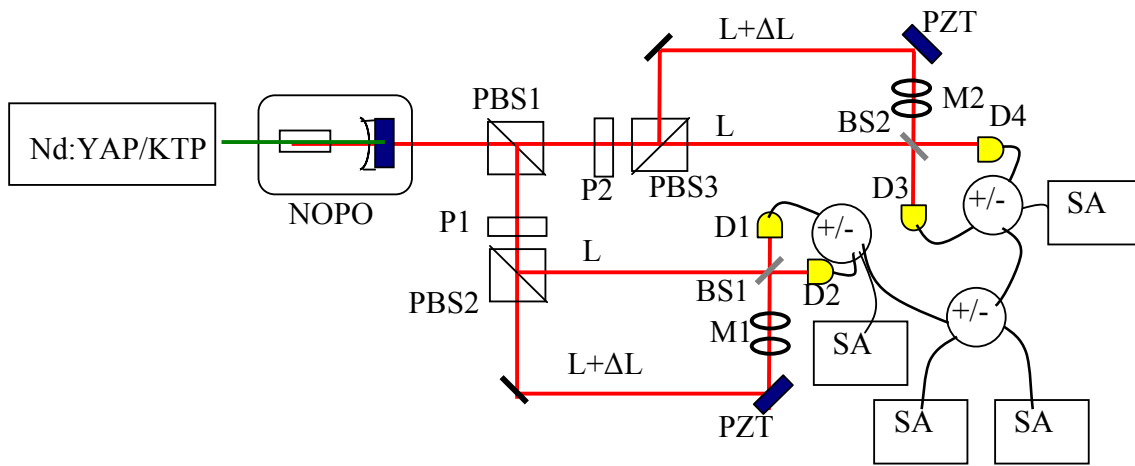 L+ΔL
PZT
PBS1
M2
Nd:YAP/KTP
L
BS2
D4
P2
PBS3
NOPO
D3
+/-
SA
P1
D1
+/-
L
PBS2
BS1
D2
+/-
M1
SA
L+ΔL
PZT
SA
SA